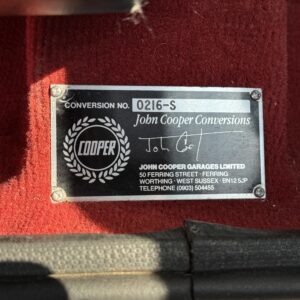 CONVERSION NO. 0216-S
John Cooper Conversions
COOPER
John Coo
JOHN COOPER GARAGES LIMITED
50 FERRING STREET · FERRING
WORTHING · WEST SUSSEX · BN12 5JP
TELEPHONE (0903) 504455